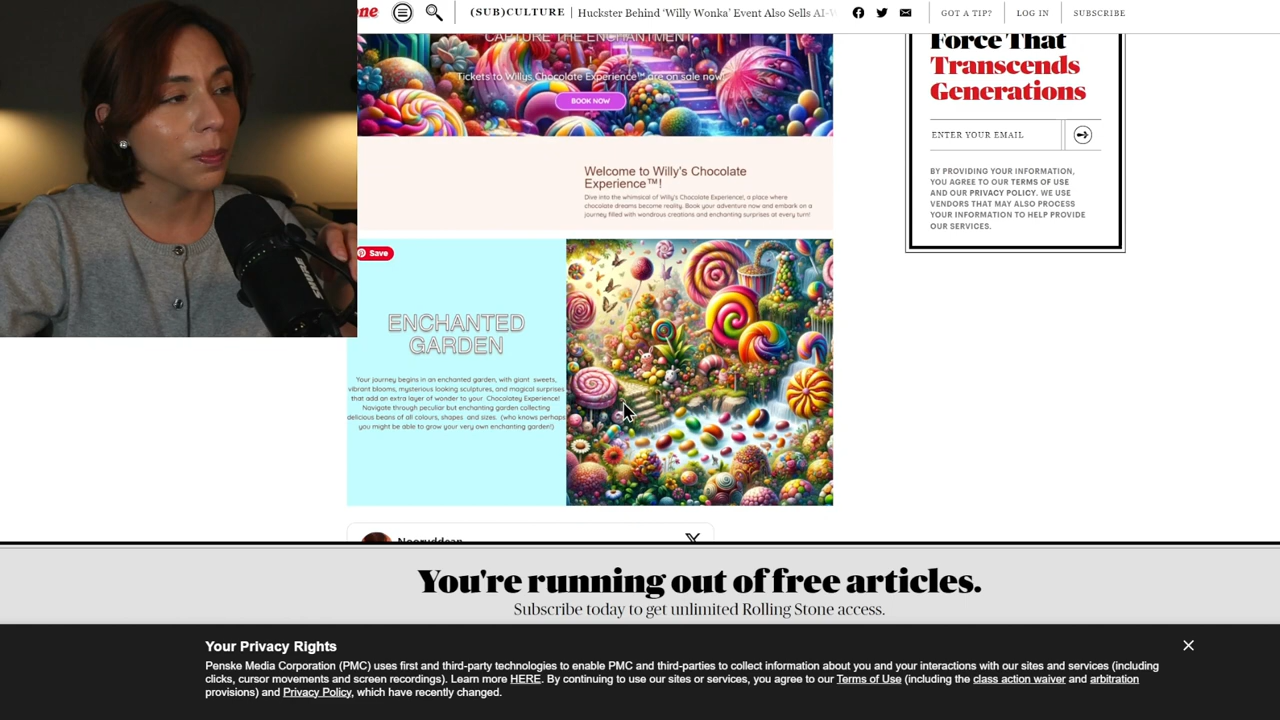 ne
(SUB)CULTURE | Huckster Behind 'Willy Wonka' Event Also Sells AI-W
GOT A TIP?
LOG IN
SUBSCRIBE
CAPTURE THE ENCHANTMENT
!
Tickets to Willys Chocolate Experience™ are on sale now!
BOOK NOW
Welcome to Willy's Chocolate
Experience™!
Dive into the whimsical of Willy's Chocolate Experience!, a place where
chocolate dreams become reality. Book your adventure now and embark on a
journey filled with wondrous creations and enchanting surprises at every turn!
Save
ENCHANTED
GARDEN
Your journey begins in an enchanted garden, with giant sweets,
vibrant blooms, mysterious looking sculptures, and magical surprises
that add an extra layer of wonder to your Chocolatey Experience!
Navigate through peculiar but enchanting garden collecting
delicious beans of all colours, shapes and sizes. (who knows perhaps
you might be able to grow your very own enchanting garden!)
Nooruddean
Force That
Transcends
Generations
ENTER YOUR EMAIL
BY PROVIDING YOUR INFORMATION,
YOU AGREE TO OUR TERMS OF USE
AND OUR PRIVACY POLICY. WE USE
VENDORS THAT MAY ALSO PROCESS
YOUR INFORMATION TO HELP PROVIDE
OUR SERVICES.
You're running out of free articles.
Subscribe today to get unlimited Rolling Stone access.
Your Privacy Rights
Penske Media Corporation (PMC) uses first and third-party technologies to enable PMC and third-parties to collect information about you and your interactions with our sites and services (including
clicks, cursor movements and screen recordings). Learn more HERE. By continuing to use our sites or services, you agree to our Terms of Use (including the class action waiver and arbitration
provisions) and Privacy Policy, which have recently changed.